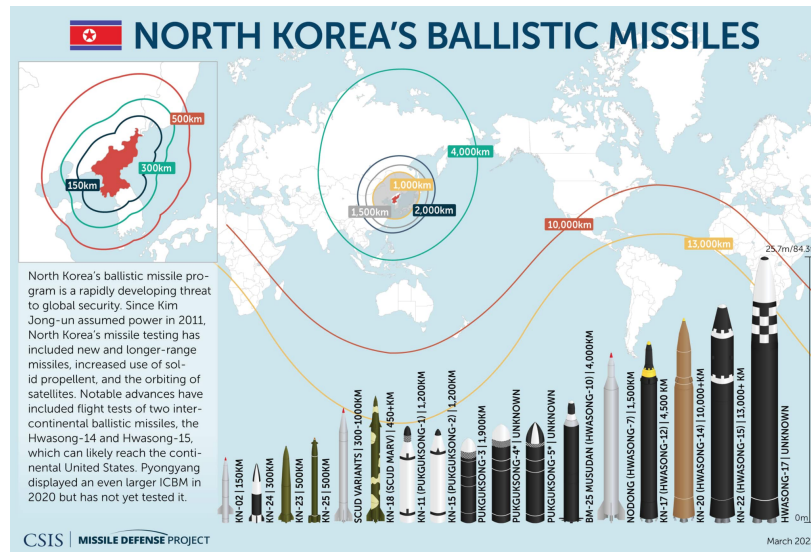 NORTH KOREA'S BALLISTIC MISSILES
500km
300km
150km
4,000km
1,000km
1,500km
2,000km
10,000km
13,000km
25.7m/84.3
North Korea's ballistic missile pro-
gram is a rapidly developing threat
to global security. Since Kim
Jong-un assumed power in 2011,
North Korea's missile testing has
included new and longer-range
missiles, increased use of sol-
id propellent, and the orbiting of
satellites. Notable advances have
included flight tests of two inter-
continental ballistic missiles, the
Hwasong-14 and Hwasong-15,
which can likely reach the conti-
nental United States. Pyongyang
displayed an even larger ICBM in
2020 but has not yet tested it.
KN-02 | 150KM
KN-24 | 300KM
KN-23 | 500KM
KN-25 | 500KM
SCUD VARIANTS | 300-1000KM
KN-18 (SCUD MARV) | 450+KM
KN-11 (PUKGUKSONG-1) | 1,200KM
KN-15 (PUKGUKSONG-2) | 1,200KM
PUKGUKSONG-3 | 1,900KM
PUKGUKSONG-4* | UNKNOWN
PUKGUKSONG-5* | UNKNOWN
BM-25 MUSUDAN (HWASONG-10) | 4,000KM
NODONG (HWASONG-7) | 1,500KM
KN-17 (HWASONG-12) | 4,500 KM
KN-20 (HWASONG-14) | 10,000+KM
KN-22 (HWASONG-15) | 13,000+ KM
HWASONG-17 | UNKNOWN
0m
CSIS | MISSILE DEFENSE PROJECT
March 202